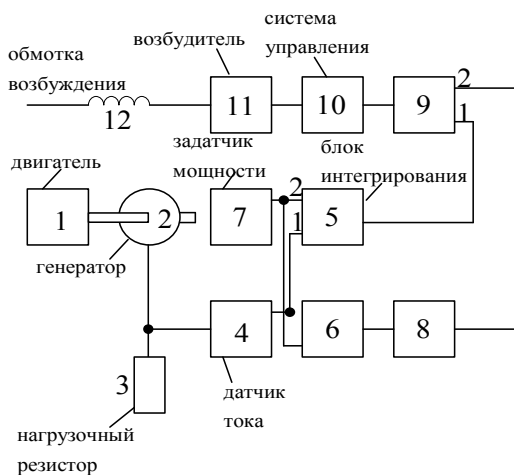 система
управления
возбудитель
обмотка
возбуждения
12
11
10
9
2
1
задатчик
мощности
блок
интегрирования
двигатель
1
2
7
2
1
5
генератор
4
6
8
3
датчик
тока
нагрузочный
резистор